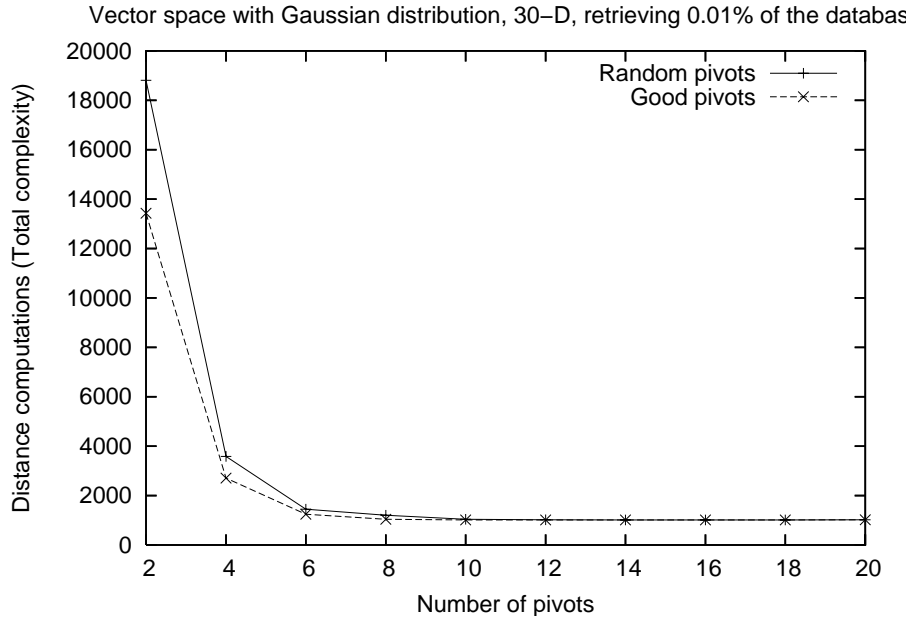 Vector space with Gaussian distribution, 30−D, retrieving 0.01% of the databas
20000
18000
16000
14000
12000
10000
8000
6000
4000
2000
0
Distance computations (Total complexity)
Random pivots
Good pivots
2 4 6 8 10 12 14 16 18 20
Number of pivots